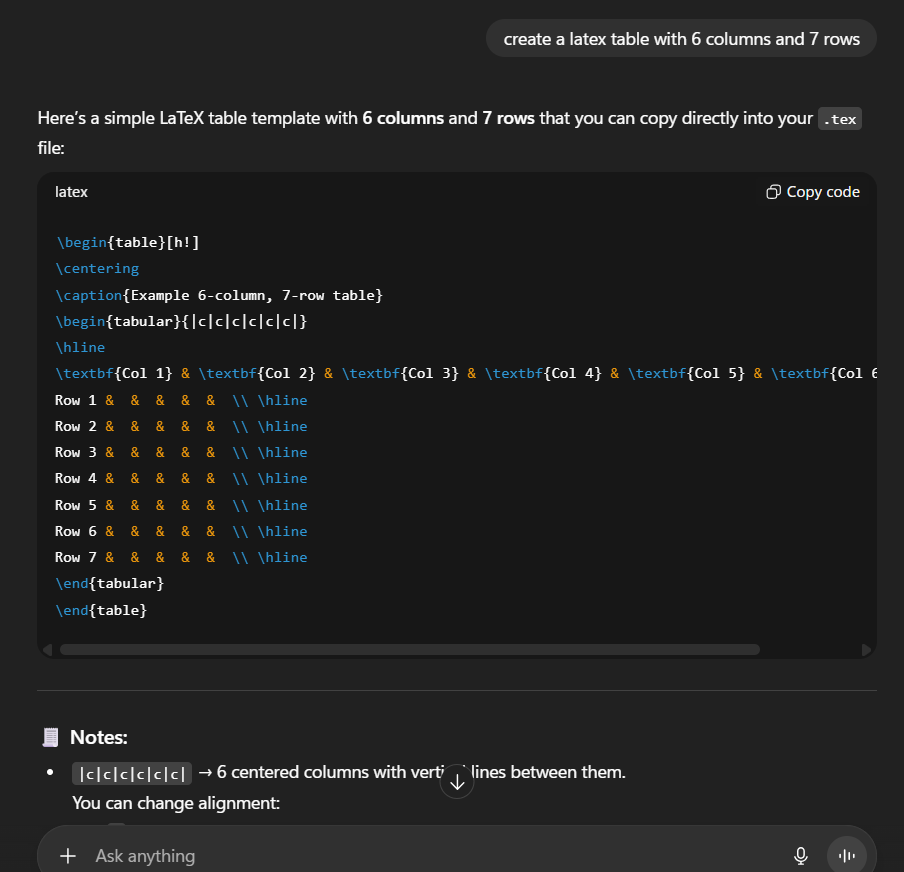 create a latex table with 6 columns and 7 rows
Here's a simple LaTeX table template with 6 columns and 7 rows that you can copy directly into your .tex
file:
latex
Copy code
\begin{table}[h!]
\centering
\caption{Example 6-column, 7-row table}
\begin{tabular}{|c|c|c|c|c|c|}
\hline
\textbf{Col 1} & \textbf{Col 2} & \textbf{Col 3} & \textbf{Col 4} & \textbf{Col 5} & \textbf{Col 6
Row 1 & & & & & \\ \hline
Row 2 & & & & & \\ \hline
Row 3 & & & & & \\ \hline
Row 4 & & & & & \\ \hline
Row 5 & & & & & \\ \hline
Row 6 & & & & & \\ \hline
Row 7 & & & & & \\ \hline
\end{tabular}
\end{table}
Notes:
• |c|c|c|c|c|c| → 6 centered columns with vertical lines between them.
You can change alignment:
Ask anything